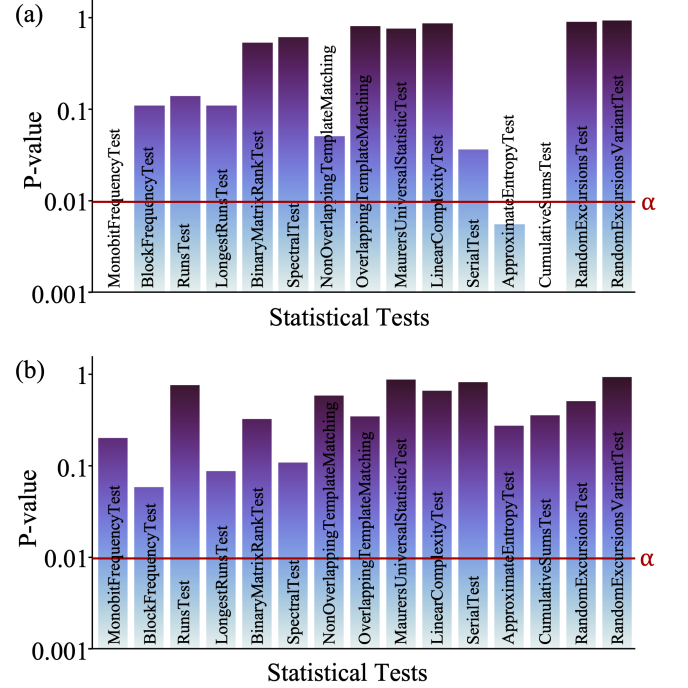 (a)
1
0.1
0.01
0.001
P-value
α
MonobitFrequencyTest
BlockFrequencyTest
RunsTest
LongestRunsTest
BinaryMatrixRankTest
SpectralTest
NonOverlappingTemplateMatching
OverlappingTemplateMatching
MaurersUniversalStatisticTest
LinearComplexityTest
SerialTest
ApproximateEntropyTest
CumulativeSumsTest
RandomExcursionsTest
RandomExcursionsVariantTest
Statistical Tests
(b)
1
0.1
0.01
0.001
P-value
α
MonobitFrequencyTest
BlockFrequencyTest
RunsTest
LongestRunsTest
BinaryMatrixRankTest
SpectralTest
NonOverlappingTemplateMatching
OverlappingTemplateMatching
MaurersUniversalStatisticTest
LinearComplexityTest
SerialTest
ApproximateEntropyTest
CumulativeSumsTest
RandomExcursionsTest
RandomExcursionsVariantTest
Statistical Tests